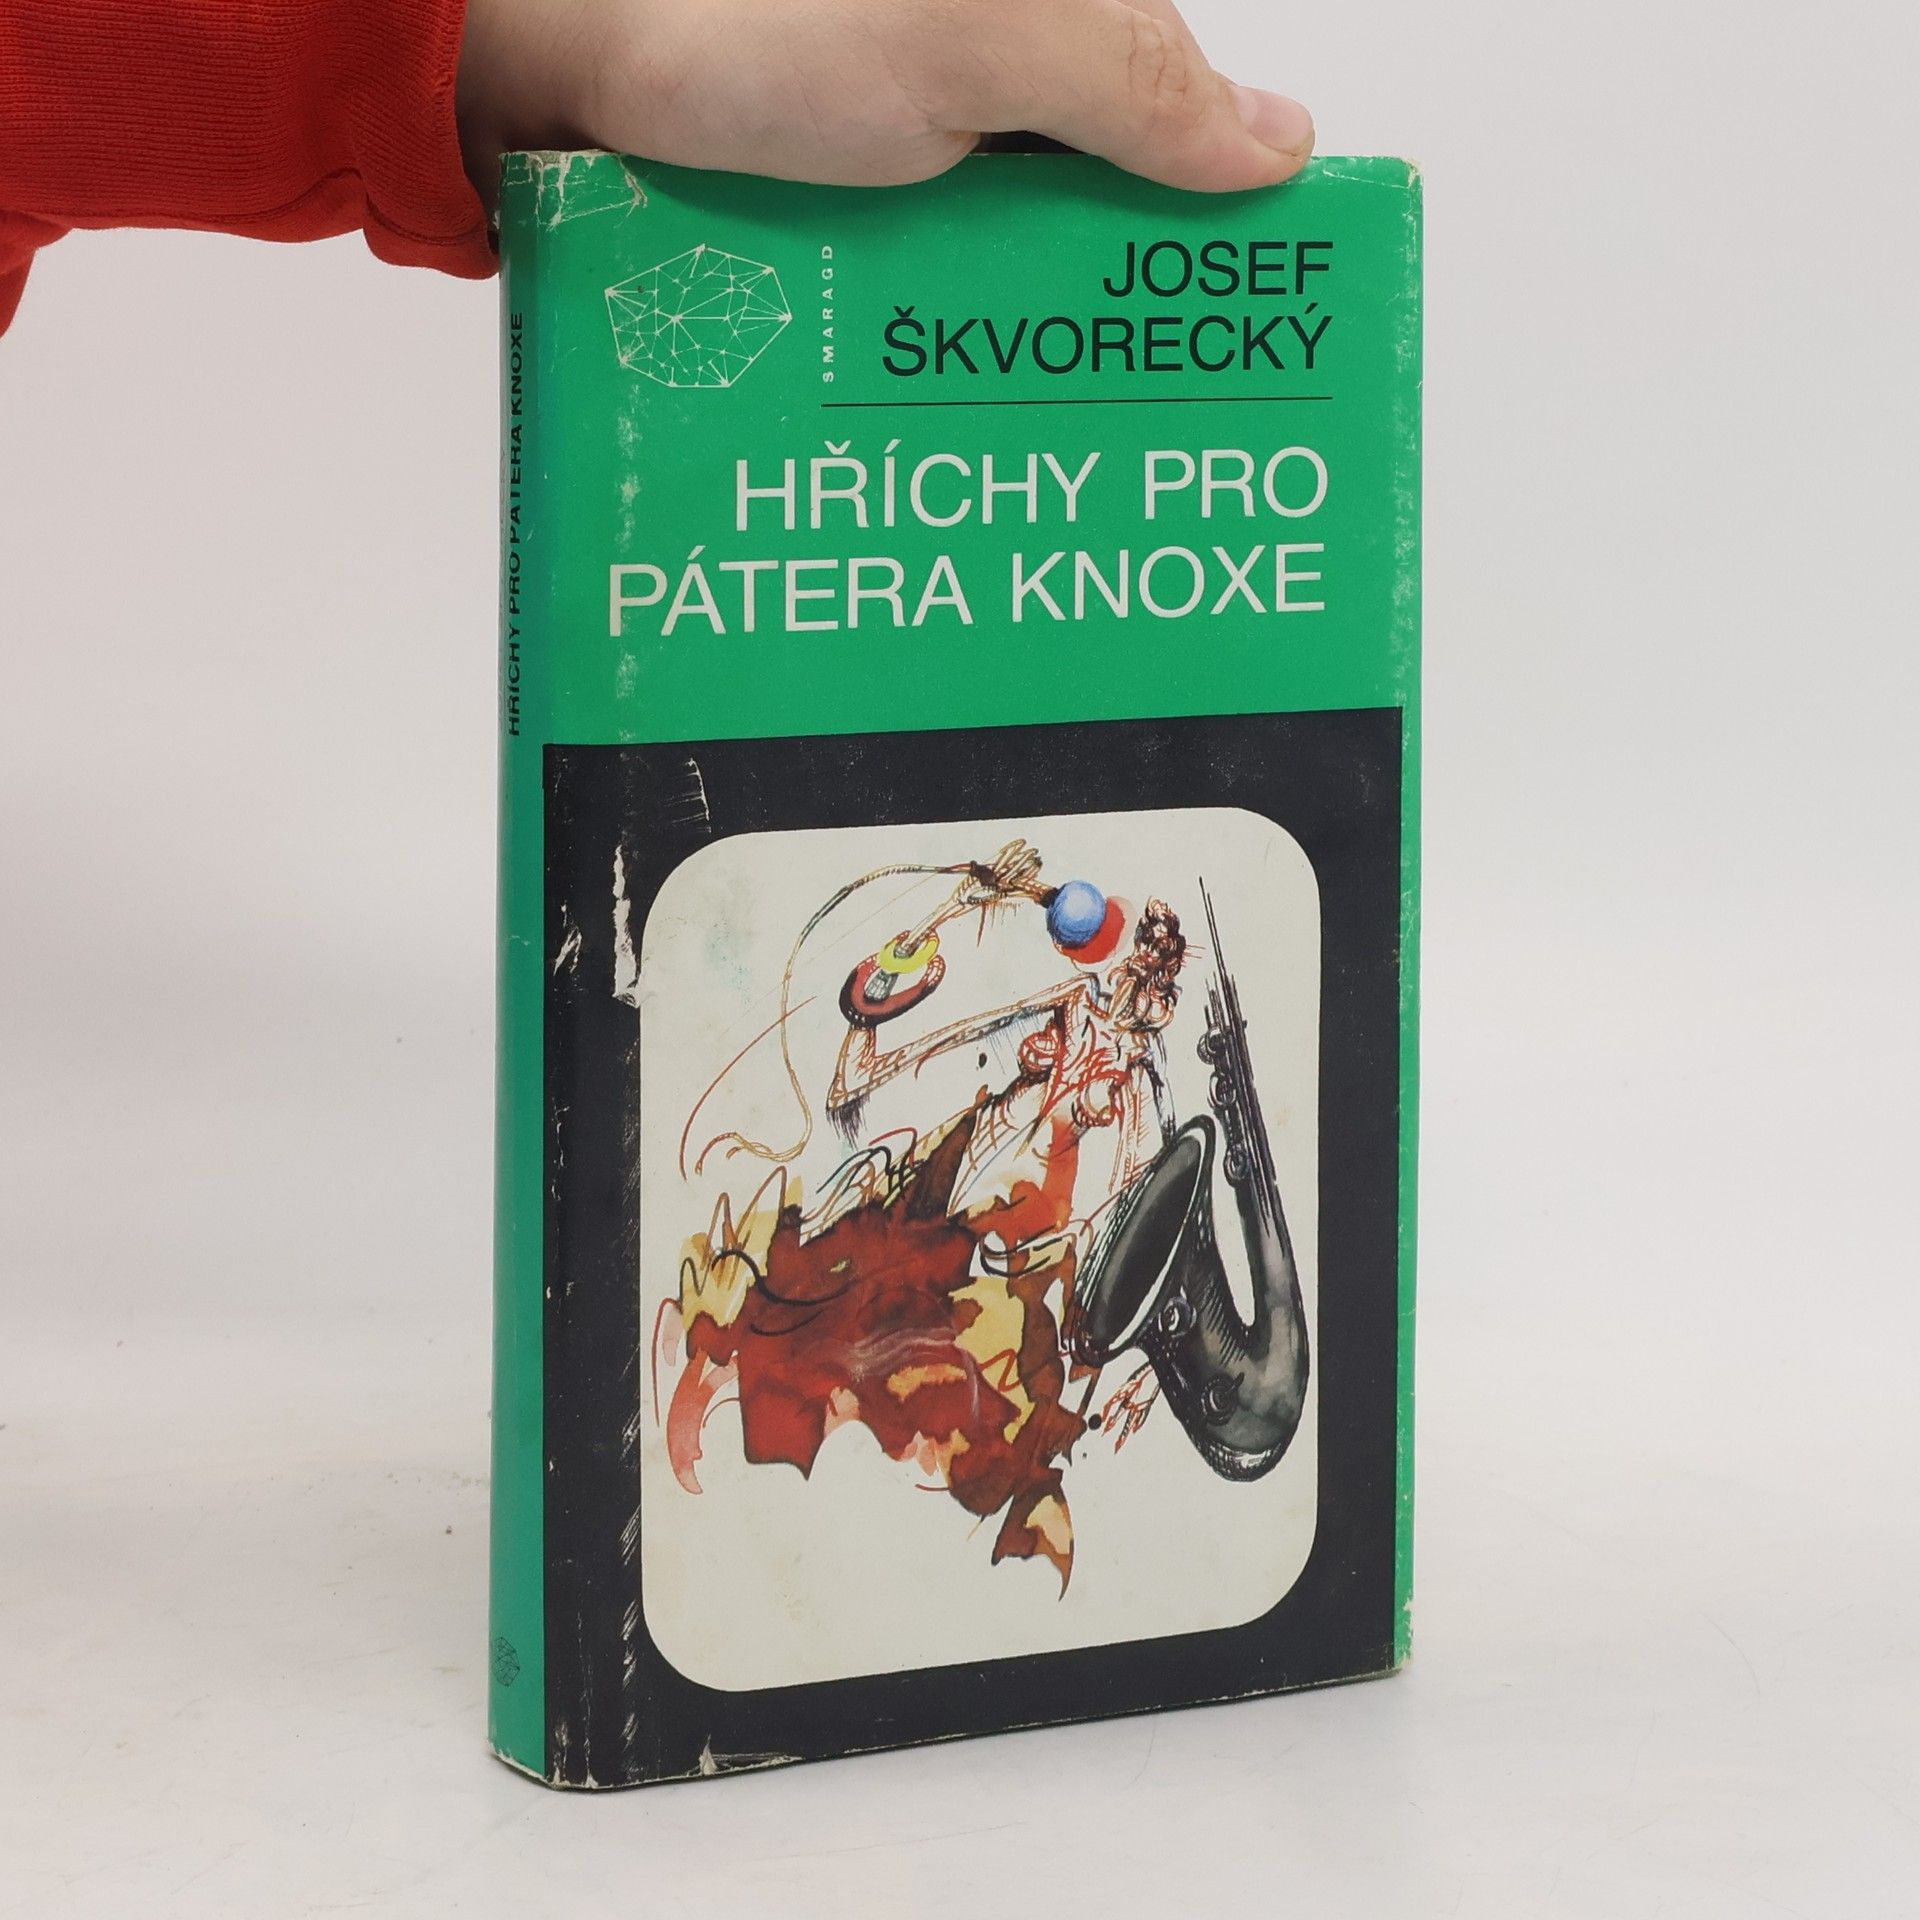 SMARAGD
JOSEF
ŠKVORECKÝ
HŘÍCHY PRO
PÁTERA KNOXE
HŘÍCHY PRO PÁTERA KNOXE